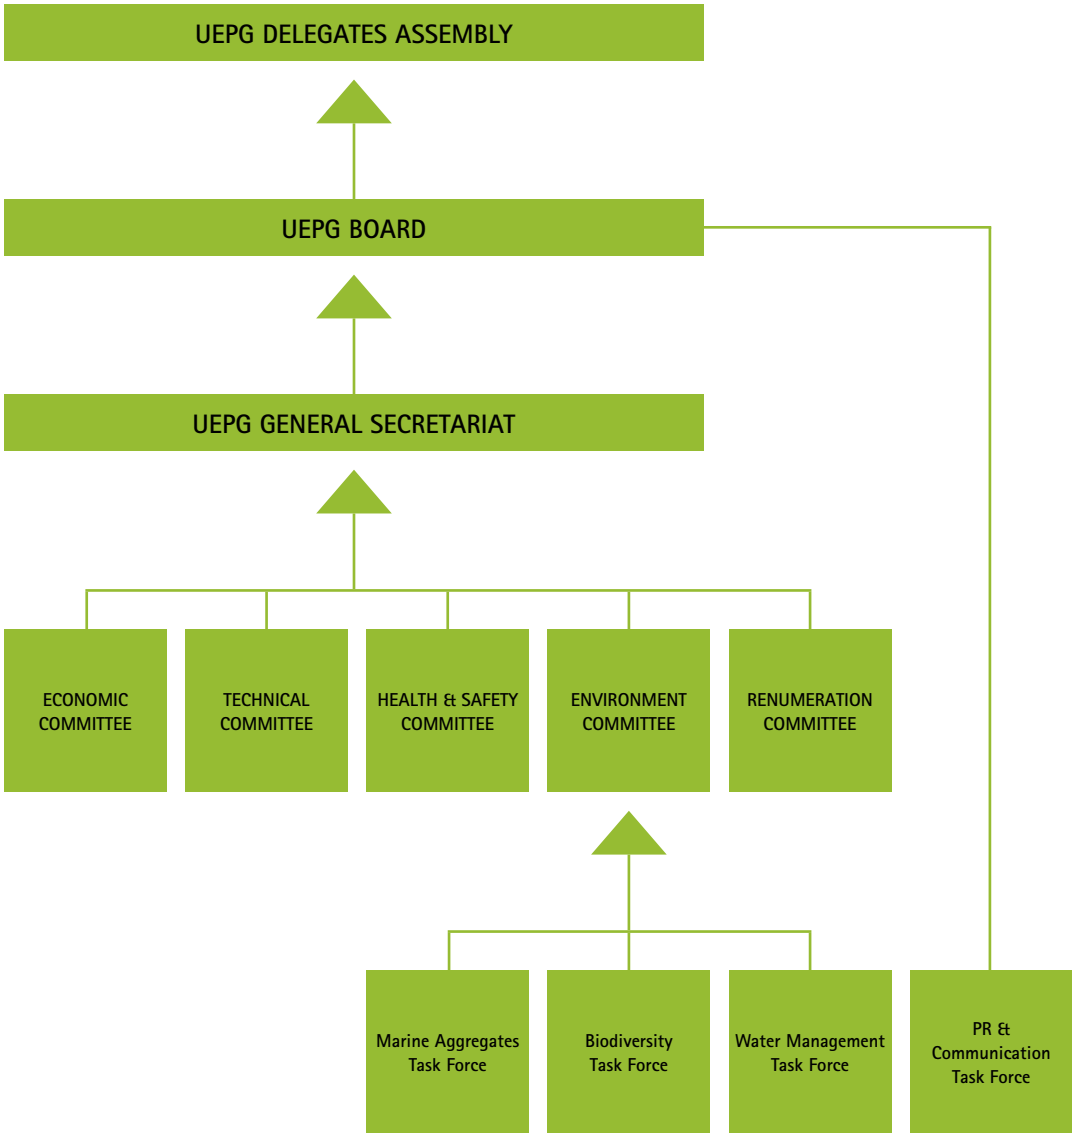 UEPG DELEGATES ASSEMBLY
UEPG BOARD
UEPG GENERAL SECRETARIAT
ECONOMIC
COMMITTEE
TECHNICAL
COMMITTEE
HEALTH & SAFETY
COMMITTEE
ENVIRONMENT
COMMITTEE
RENUMERATION
COMMITTEE
Marine Aggregates
Task Force
Biodiversity
Task Force
Water Management
Task Force
PR &
Communication
Task Force